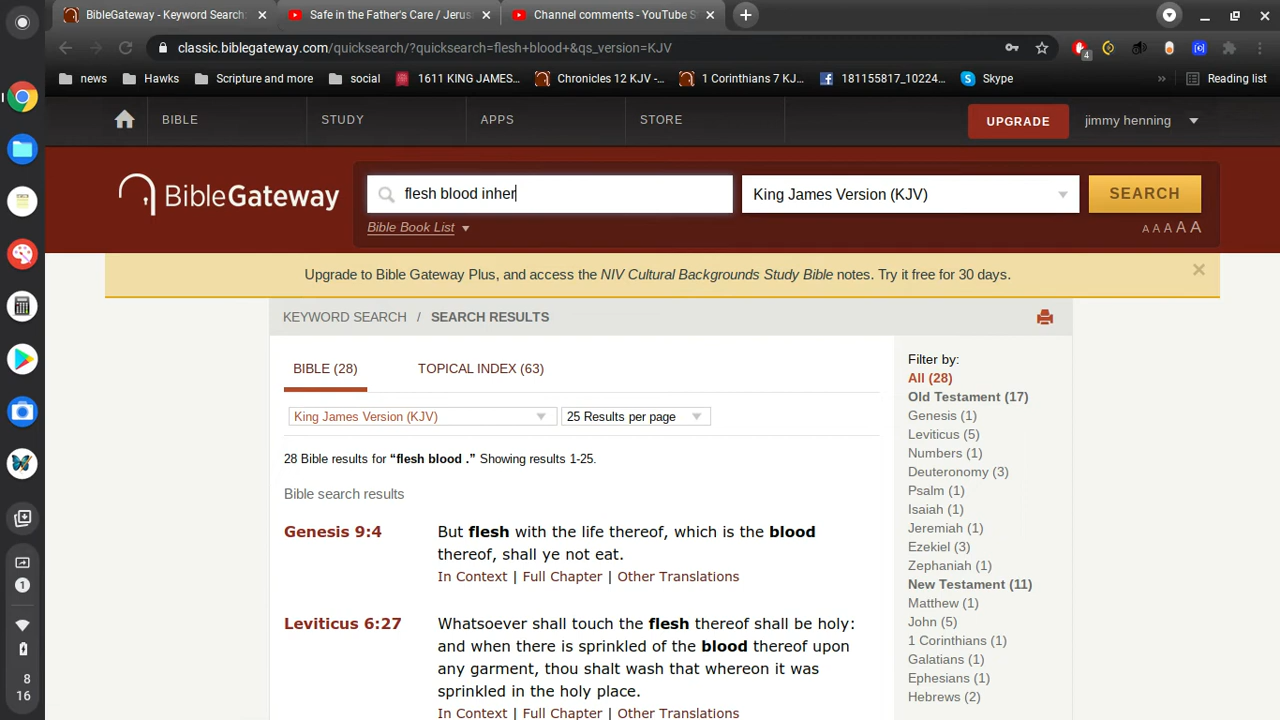 BibleGateway - Keyword Search:
Safe in the Father's Care / Jerus
Channel comments - YouTube S
classic.biblegateway.com/quicksearch/?quicksearch=flesh+blood+&qs_version=KJV
4
news
Hawks
Scripture and more
social
1611 KING JAMES...
Chronicles 12 KJV -...
1 Corinthians 7 KJ...
181155817_10224...
Skype
»
Reading list
BIBLE
STUDY
APPS
STORE
UPGRADE
jimmy henning
BibleGateway
flesh blood inher
King James Version (KJV)
SEARCH
Bible Book List
A A A A A
Upgrade to Bible Gateway Plus, and access the NIV Cultural Backgrounds Study Bible notes. Try it free for 30 days.
KEYWORD SEARCH / SEARCH RESULTS
BIBLE (28)
TOPICAL INDEX (63)
King James Version (KJV)
25 Results per page
28 Bible results for “flesh blood .” Showing results 1-25.
Bible search results
Genesis 9:4
But flesh with the life thereof, which is the blood
thereof, shall ye not eat.
In Context | Full Chapter | Other Translations
Leviticus 6:27
Whatsoever shall touch the flesh thereof shall be holy:
and when there is sprinkled of the blood thereof upon
any garment, thou shalt wash that whereon it was
sprinkled in the holy place.
In Context | Full Chapter | Other Translations
Filter by:
All (28)
Old Testament (17)
Genesis (1)
Leviticus (5)
Numbers (1)
Deuteronomy (3)
Psalm (1)
Isaiah (1)
Jeremiah (1)
Ezekiel (3)
Zephaniah (1)
New Testament (11)
Matthew (1)
John (5)
1 Corinthians (1)
Galatians (1)
Ephesians (1)
Hebrews (2)
1
8
16